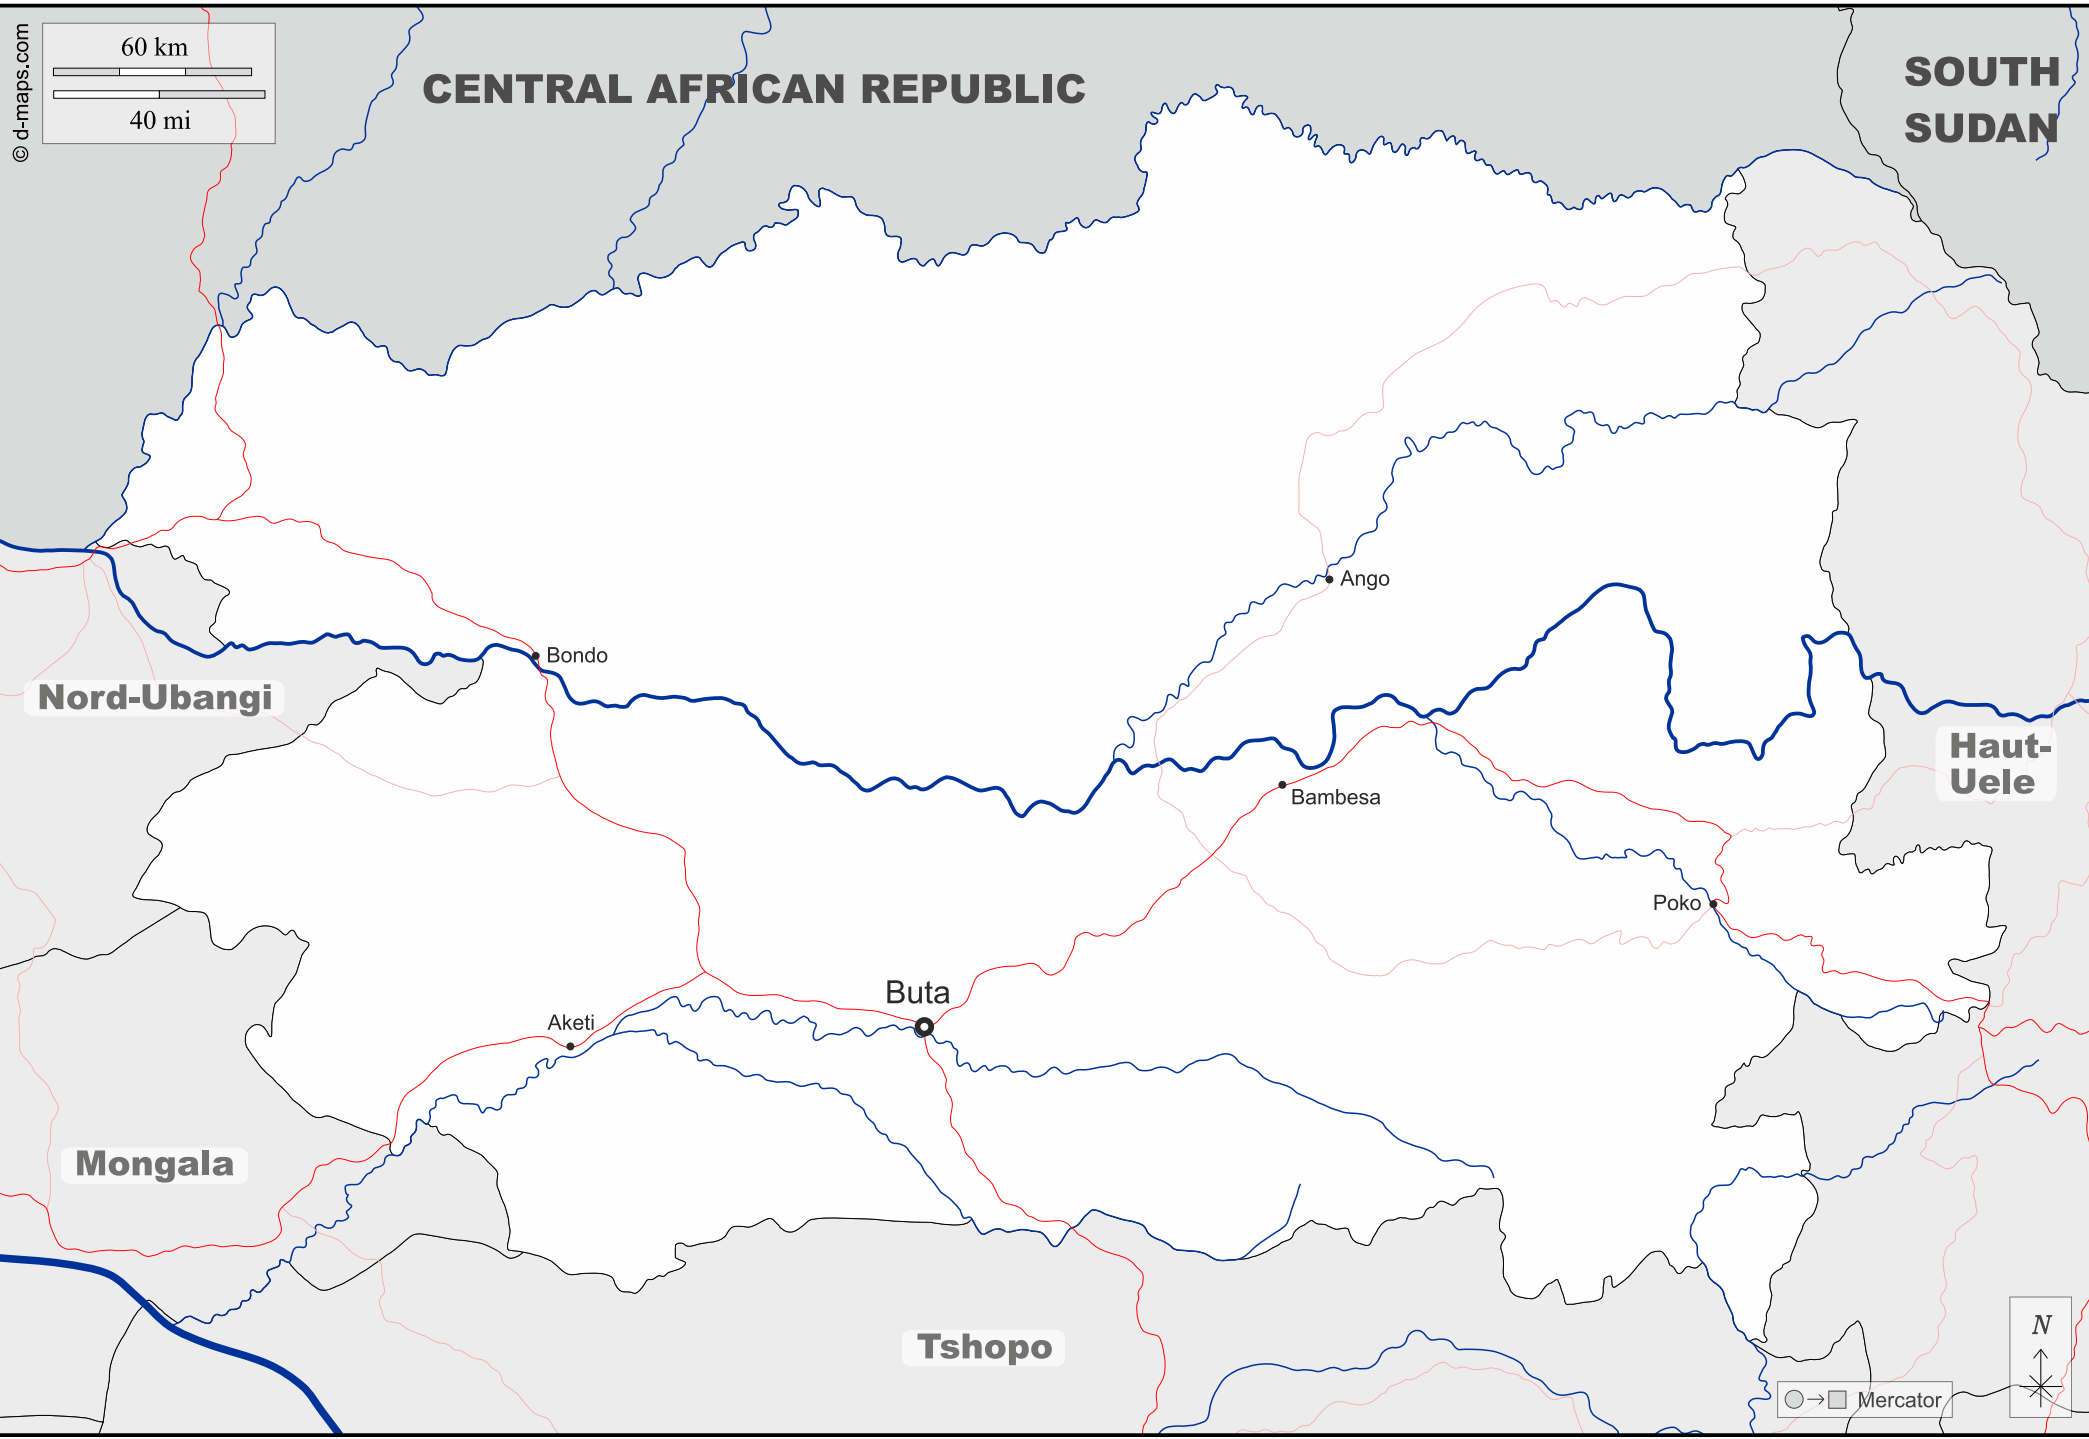 © d-maps.com
60 km
40 mi
CENTRAL AFRICAN REPUBLIC
SOUTH
SUDAN
Ango
Bondo
Nord-Ubangi
Haut-
Uele
Bambesa
Poko
Buta
Aketi
Mongala
Tshopo
N
Mercator